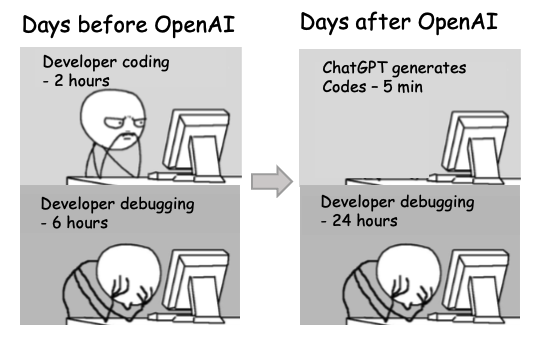 Days before OpenAI
Developer coding
- 2 hours
Developer debugging
- 6 hours
Days after OpenAI
ChatGPT generates
Codes – 5 min
Developer debugging
- 24 hours